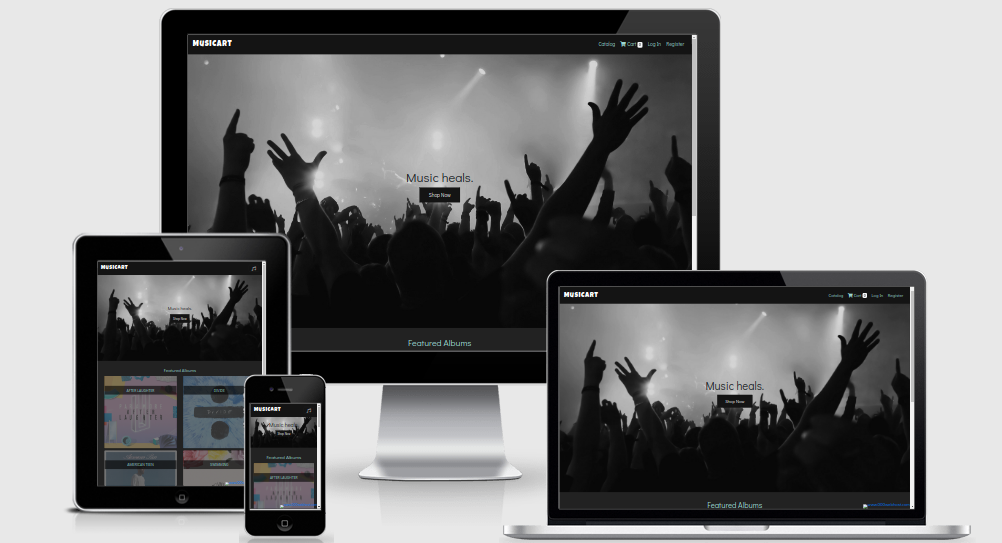 MUSICART
Catalog Cart 0 Log In Register
Music heals.
Shop Now
Featured Albums
MUSICART
Music heals.
Shop Now
Featured Albums
AFTER LAUGHTER
AMERICAN TEEN
MUSICART
Music heals.
Shop Now
Featured Albums
AFTER LAUGHTER
MUSICART
Catalog Cart 0 Log In Register
Music heals.
Shop Now
Featured Albums